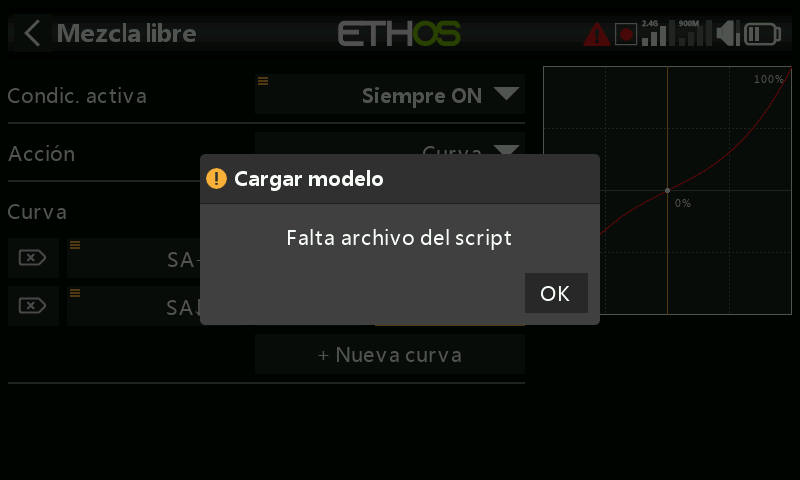 Mezcla libre
ETHOS
2.4G
900M
Condic. activa
Siempre ON
100%
Acción
Curva
Cargar modelo
Curva
0%
Falta archivo del script
SA-
SA
OK
+ Nueva curva